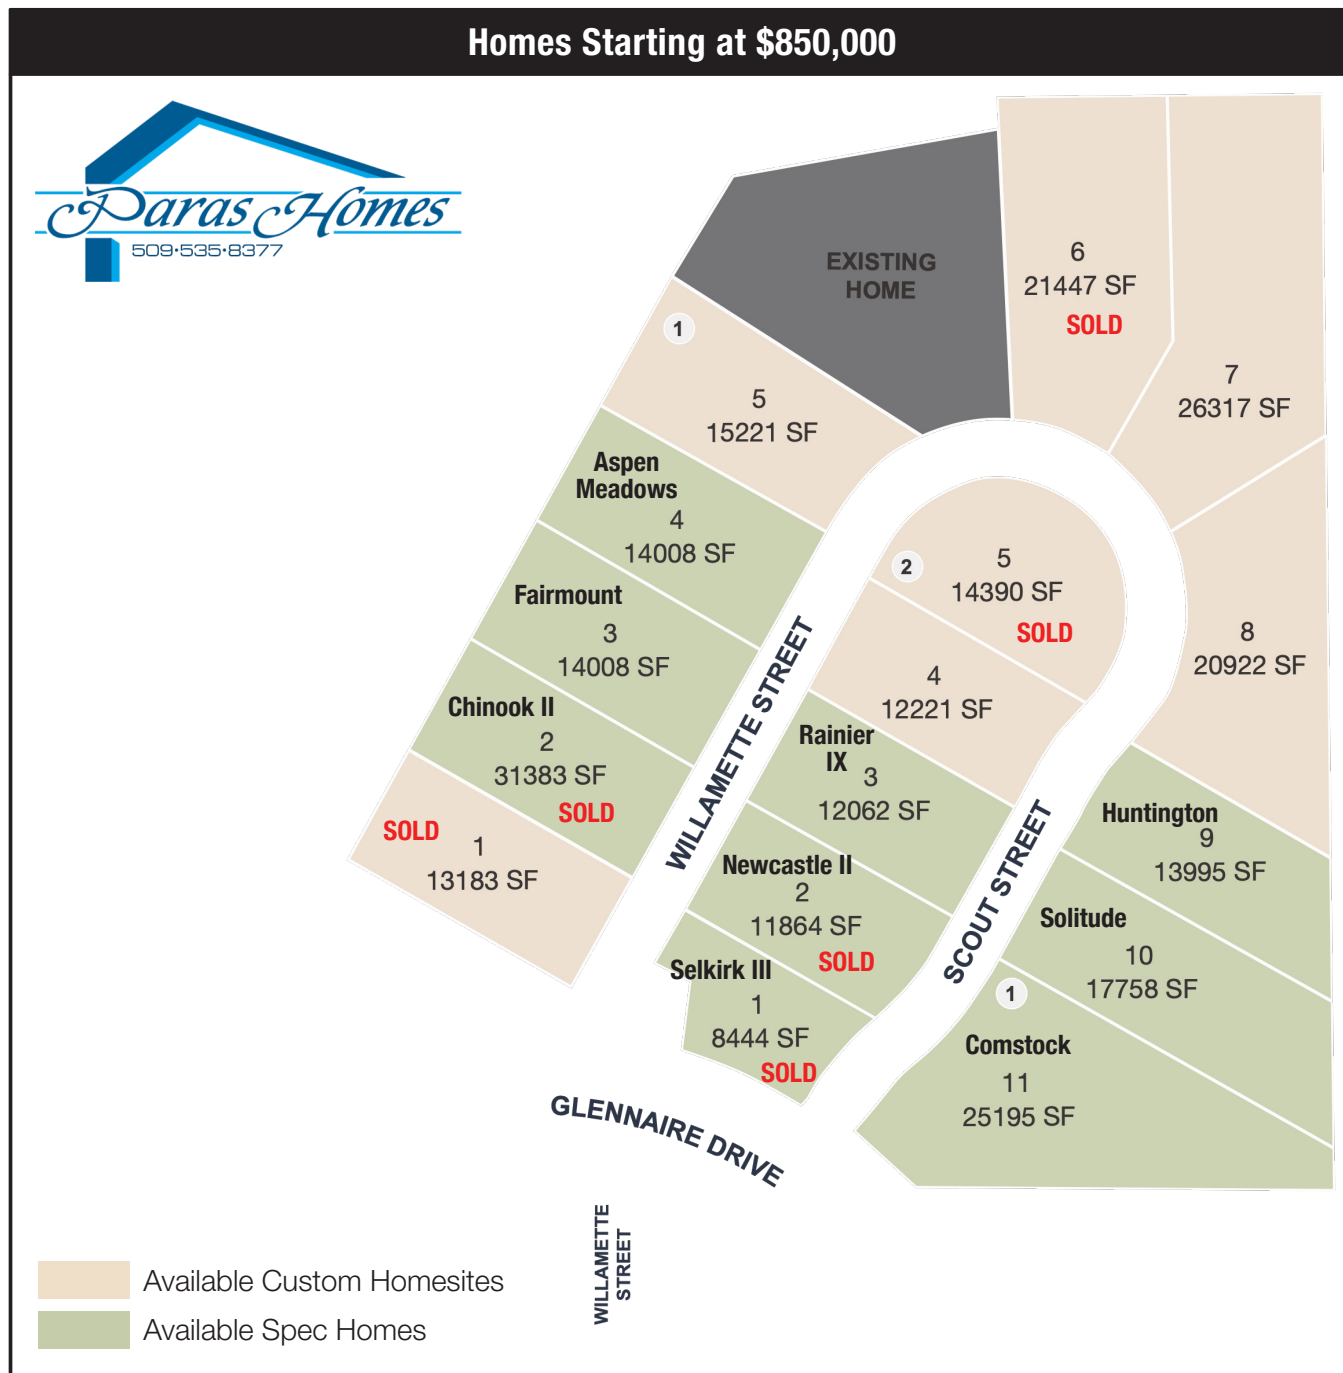 Homes Starting at $850,000
Paras Homes
509•535•8377
EXISTING
HOME
6
21447 SF
SOLD
7
26317 SF
1
5
15221 SF
Aspen
Meadows
4
14008 SF
Fairmount
3
14008 SF
Chinook II
2
31383 SF
SOLD
SOLD
1
13183 SF
WILLAMETTE STREET
2
5
14390 SF
SOLD
4
12221 SF
Rainier
IX
3
12062 SF
Newcastle II
2
11864 SF
SOLD
Selkirk III
1
8444 SF
SOLD
SCOUT STREET
8
20922 SF
Huntington
9
13995 SF
Solitude
10
17758 SF
1
Comstock
11
25195 SF
GLENNAIRE DRIVE
WILLAMETTE
STREET
Available Custom Homesites
Available Spec Homes